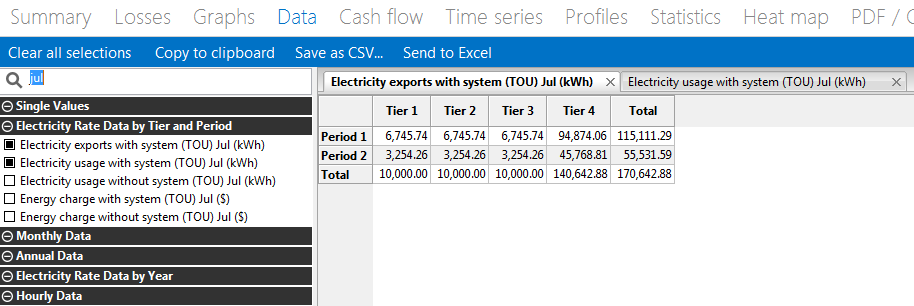 Summary Losses Graphs Data Cash flow Time series Profiles Statistics Heat map PDF /
Clear all selections Copy to clipboard Save as CSV... Send to Excel
jul
Single Values
Electricity Rate Data by Tier and Period
Electricity exports with system (TOU) Jul (kWh)
Electricity usage with system (TOU) Jul (kWh)
Electricity usage without system (TOU) Jul (kWh)
Energy charge with system (TOU) Jul ($)
Energy charge without system (TOU) Jul ($)
Monthly Data
Annual Data
Electricity Rate Data by Year
Hourly Data
Electricity exports with system (TOU) Jul (kWh) Electricity usage with system (TOU) Jul (kWh)
Tier 1 Tier 2 Tier 3 Tier 4 Total
Period 1 6,745.74 6,745.74 6,745.74 94,874.06 115,111.29
Period 2 3,254.26 3,254.26 3,254.26 45,768.81 55,531.59
Total 10,000.00 10,000.00 10,000.00 140,642.88 170,642.88